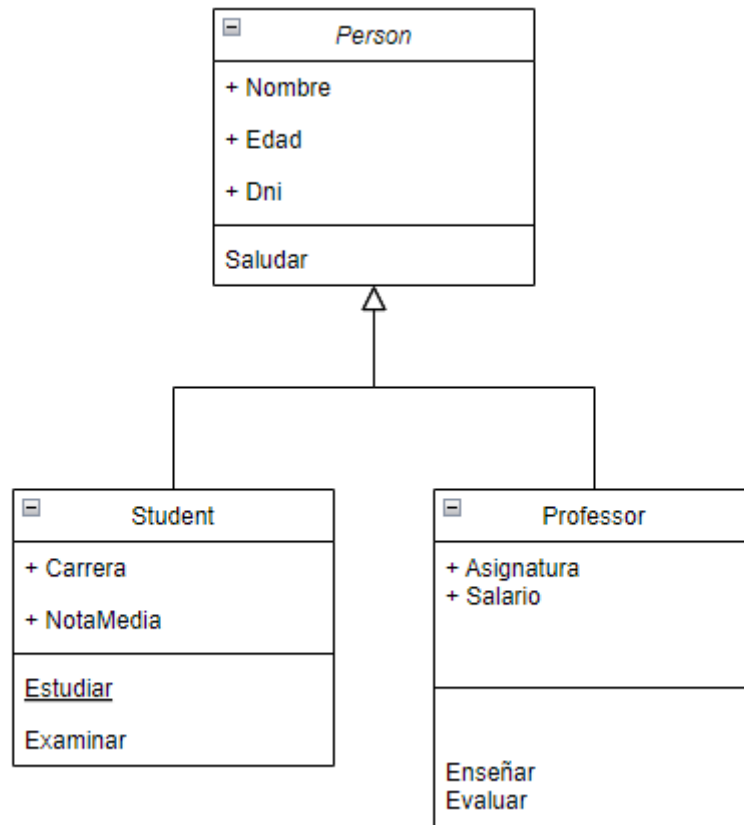 Person
+ Nombre
+ Edad
+ Dni
Saludar
Student
+ Carrera
+ NotaMedia
Estudiar
Examinar
Professor
+ Asignatura
+ Salario
Enseñar
Evaluar